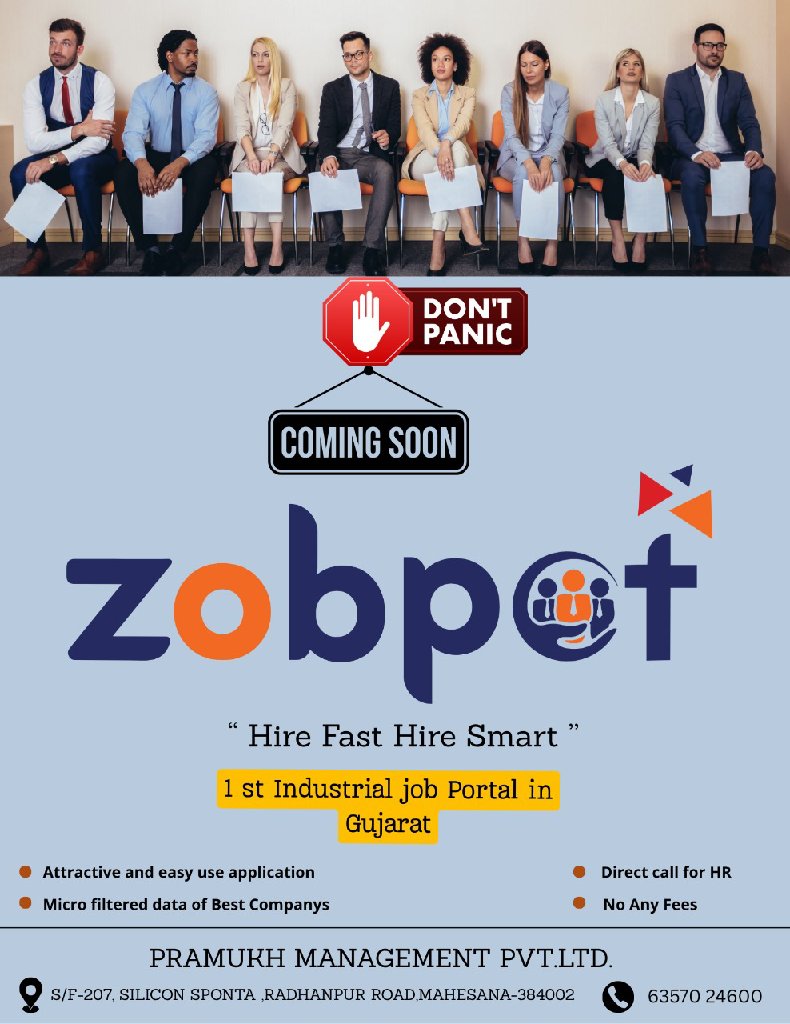 DON'T
PANIC
COMING SOON
zobpot
“ Hire Fast Hire Smart ”
1 st Industrial job Portal in
Gujarat
Attractive and easy use application
Direct call for HR
Micro filtered data of Best Companys
No Any Fees
PRAMUKH MANAGEMENT PVT.LTD.
S/F-207, SILICON SPONTA ,RADHANPUR ROAD,MAHESANA-384002
63570 24600